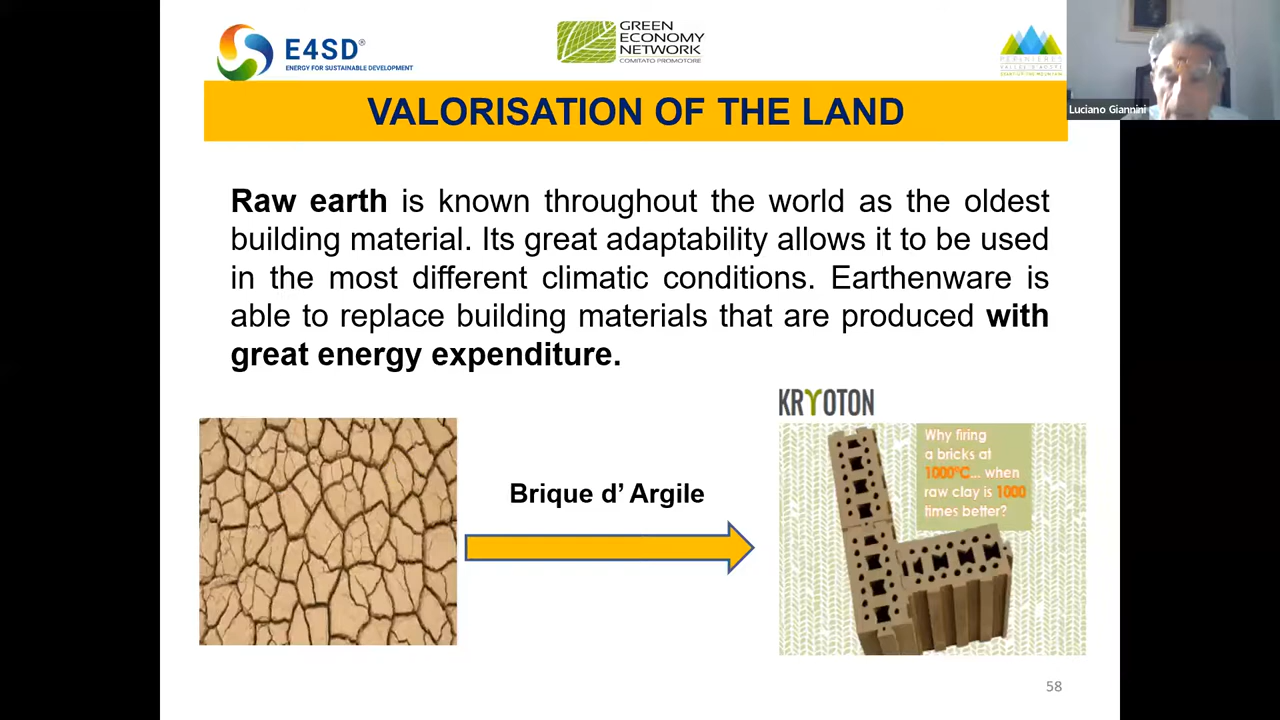 E4SD®
ENERGY FOR SUSTAINABLE DEVELOPMENT
GREEN
ECONOMY
NETWORK
COMITATO PROMOTORE
Luciano Giannini
VALORISATION OF THE LAND
Raw earth is known throughout the world as the oldest
building material. Its great adaptability allows it to be used
in the most different climatic conditions. Earthenware is
able to replace building materials that are produced with
great energy expenditure.
Brique d’ Argile
KRYOTON
Why firing
a bricks at
1000°C... when
raw clay is 1000
times better?
58